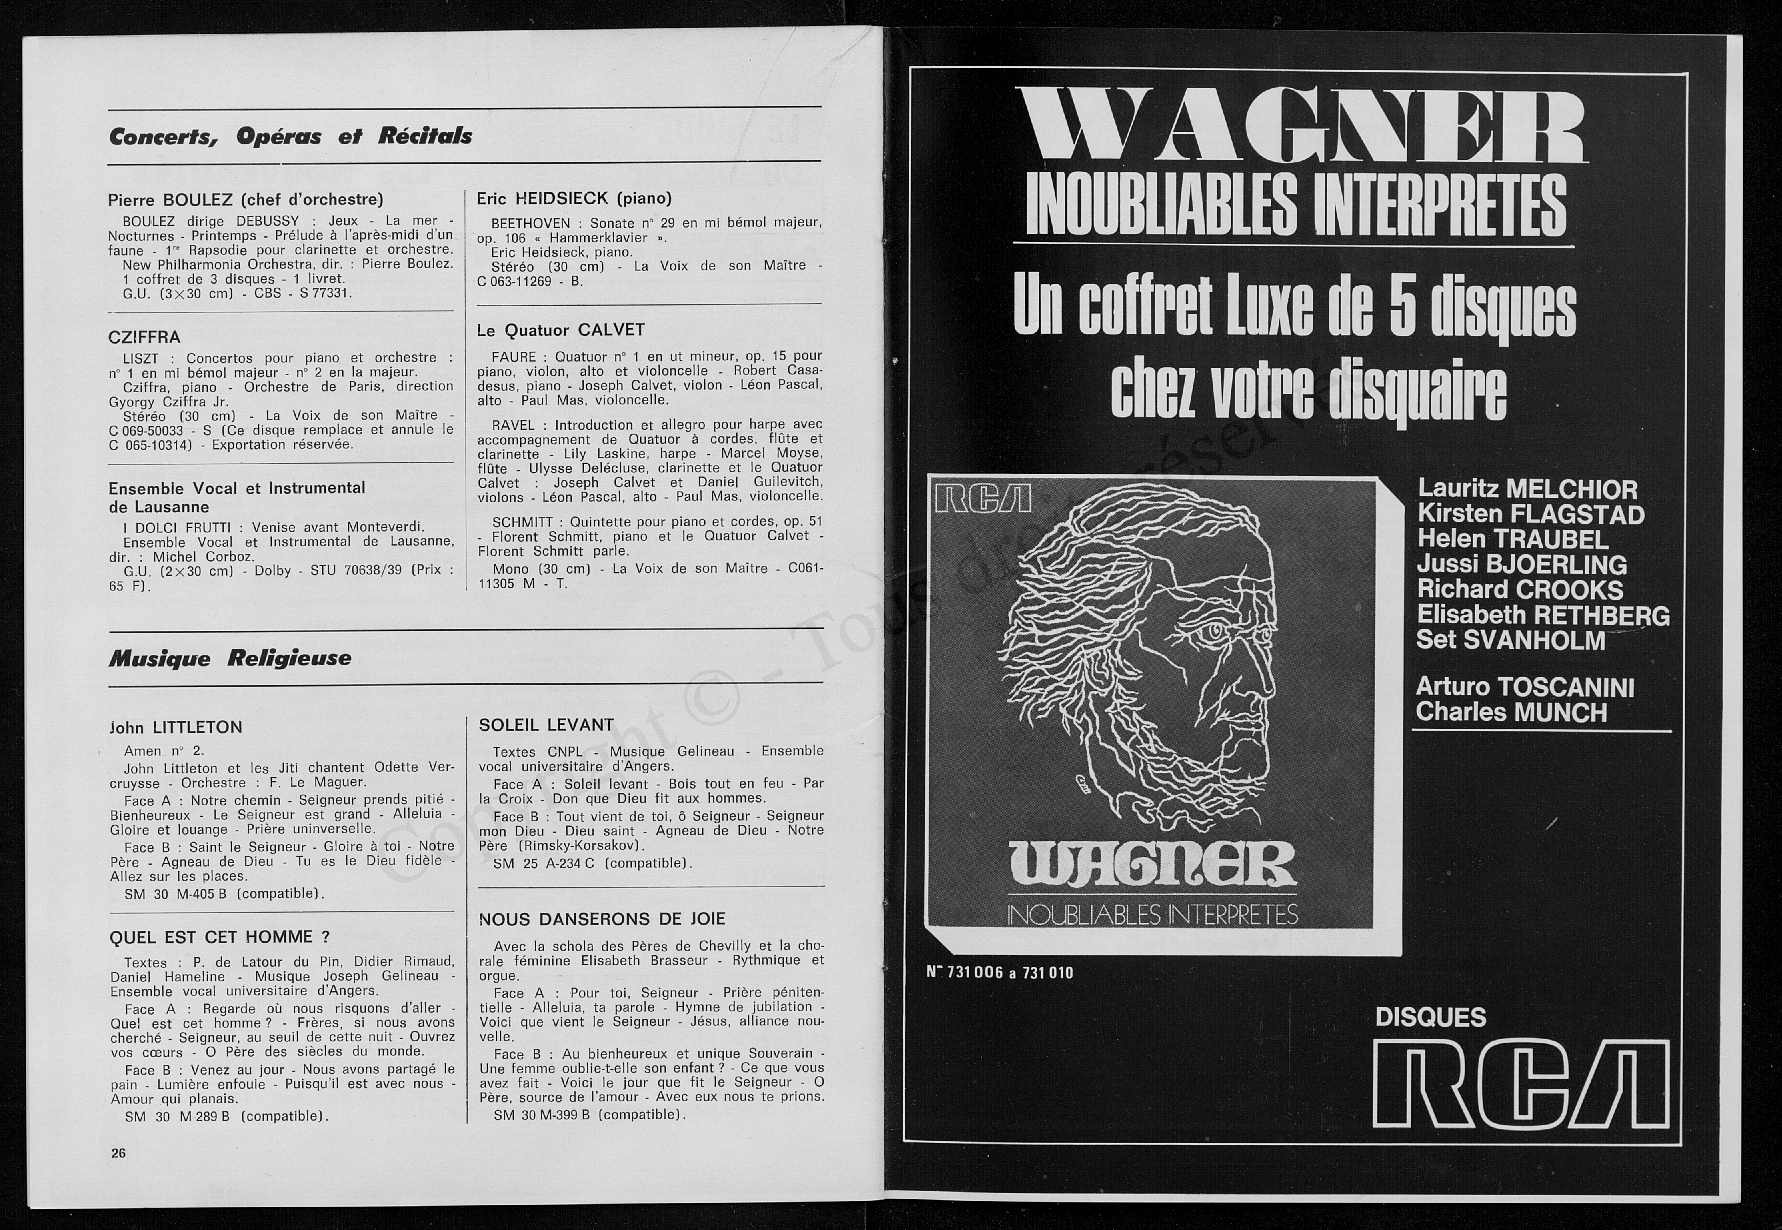 Concerts, Opéras et Récitals
Pierre BOULEZ (chef d'orchestre)
BOULEZ dirige DEBUSSY : Jeux - La mer -
Nocturnes - Printemps - Prélude à l'après-midi d'un
faune - 1re Rapsodie pour clarinette et orchestre.
New Philharmonia Orchestra, dir. : Pierre Boulez.
1 coffret de 3 disques - 1 livret.
G.U. (3×30 cm) - CBS - S 77331.
CZIFFRA
LISZT : Concertos pour piano et orchestre :
n° 1 en mi bémol majeur - n° 2 en la majeur.
Cziffra, piano - Orchestre de Paris, direction
Gyorgy Cziffra Jr.
Stéréo (30 cm) - La Voix de son Maître -
C 069-50033 - S (Ce disque remplace et annule le
C 065-10314) - Exportation réservée.
Ensemble Vocal et Instrumental
de Lausanne
I DOLCI FRUTTI : Venise avant Monteverdi.
Ensemble Vocal et Instrumental de Lausanne,
dir. : Michel Corboz.
G.U. (2×30 cm) - Dolby - STU 70638/39 (Prix :
65 F).
Eric HEIDSIECK (piano)
BEETHOVEN : Sonate n° 29 en mi bémol majeur,
op. 106 « Hammerklavier ».
Eric Heidsieck, piano.
Stéréo (30 cm) - La Voix de son Maître -
C 063-11269 - B.
Le Quatuor CALVET
FAURE : Quatuor n° 1 en ut mineur, op. 15 pour
piano, violon, alto et violoncelle - Robert Casa-
desus, piano - Joseph Calvet, violon - Léon Pascal,
alto - Paul Mas, violoncelle.
RAVEL : Introduction et allegro pour harpe avec
accompagnement de Quatuor à cordes, flûte et
clarinette - Lily Laskine, harpe - Marcel Moyse,
flûte - Ulysse Delécluse, clarinette et le Quatuor
Calvet : Joseph Calvet et Daniel Guilevitch,
violons - Léon Pascal, alto - Paul Mas, violoncelle.
SCHMITT : Quintette pour piano et cordes, op. 51
- Florent Schmitt, piano et le Quatuor Calvet -
Florent Schmitt parle.
Mono (30 cm) - La Voix de son Maître - C061-
11305 M - T.
Musique Religieuse
John LITTLETON
Amen n° 2.
John Littleton et les Jiti chantent Odette Ver-
cruysse - Orchestre : F. Le Maguer.
Face A : Notre chemin - Seigneur prends pitié -
Bienheureux - Le Seigneur est grand - Alleluia -
Gloire et louange - Prière uninverselle.
Face B : Saint le Seigneur - Gloire à toi - Notre
Père - Agneau de Dieu - Tu es le Dieu fidèle -
Allez sur les places.
SM 30 M-405 B (compatible).
QUEL EST CET HOMME ?
Textes : P. de Latour du Pin, Didier Rimaud,
Daniel Hameline - Musique Joseph Gelineau -
Ensemble vocal universitaire d'Angers.
Face A : Regarde où nous risquons d'aller -
Quel est cet homme ? - Frères, si nous avons
cherché - Seigneur, au seuil de cette nuit - Ouvrez
vos cœurs - O Père des siècles du monde.
Face B : Venez au jour - Nous avons partagé le
pain - Lumière enfoule - Puisqu'il est avec nous -
Amour qui planais.
SM 30 M 289 B (compatible).
SOLEIL LEVANT
Textes CNPL - Musique Gelineau - Ensemble
vocal universitaire d'Angers.
Face A : Soleil levant - Bois tout en feu - Par
la Croix - Don que Dieu fit aux hommes.
Face B : Tout vient de toi, ô Seigneur - Seigneur
mon Dieu - Dieu saint - Agneau de Dieu - Notre
Père (Rimsky-Korsakov).
SM 25 A-234 C (compatible).
NOUS DANSERONS DE JOIE
Avec la schola des Pères de Chevilly et la cho-
rale féminine Elisabeth Brasseur - Rythmique et
orgue.
Face A : Pour toi, Seigneur - Prière péniten-
tielle - Alleluia, ta parole - Hymne de jubilation -
Voici que vient le Seigneur - Jésus, alliance nou-
velle.
Face B : Au bienheureux et unique Souverain -
Une femme oublie-t-elle son enfant ? - Ce que vous
avez fait - Voici le jour que fit le Seigneur - O
Père, source de l'amour - Avec eux nous te prions.
SM 30 M-399 B (compatible).
26
WAGNER
INOUBLIABLES INTERPRETES
Un coffret Luxe de 5 disques
chez votre disquaire
RCA
WAGNER
INOUBLIABLES INTERPRETES
Lauritz MELCHIOR
Kirsten FLAGSTAD
Helen TRAUBEL
Jussi BJOERLING
Richard CROOKS
Elisabeth RETHBERG
Set SVANHOLM
Arturo TOSCANINI
Charles MUNCH
Nos 731 006 a 731 010
DISQUES
RCA
Copyright © - Tous droits réservés